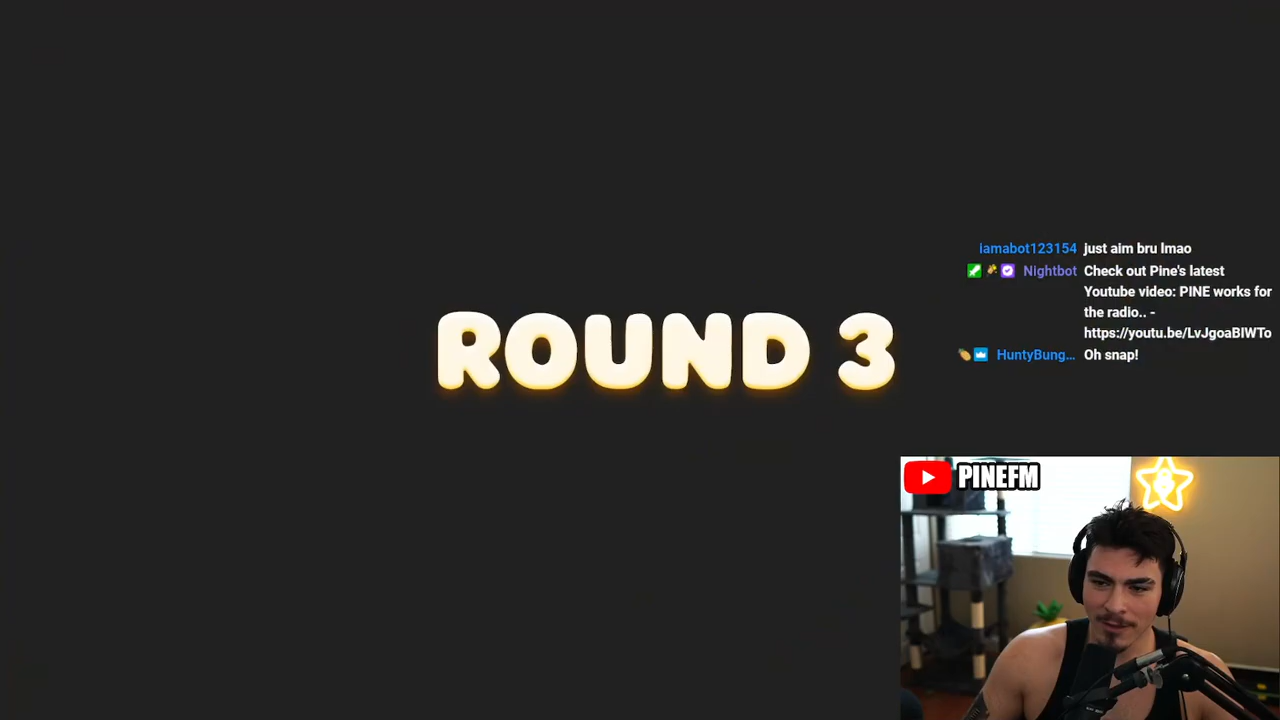 iamabot123154 just aim bru lmao
Nightbot Check out Pine's latest
Youtube video: PINE works for
the radio.. -
https://youtu.be/LvJgoaBIWTo
HuntyBung... Oh snap!
ROUND 3
PINEFM